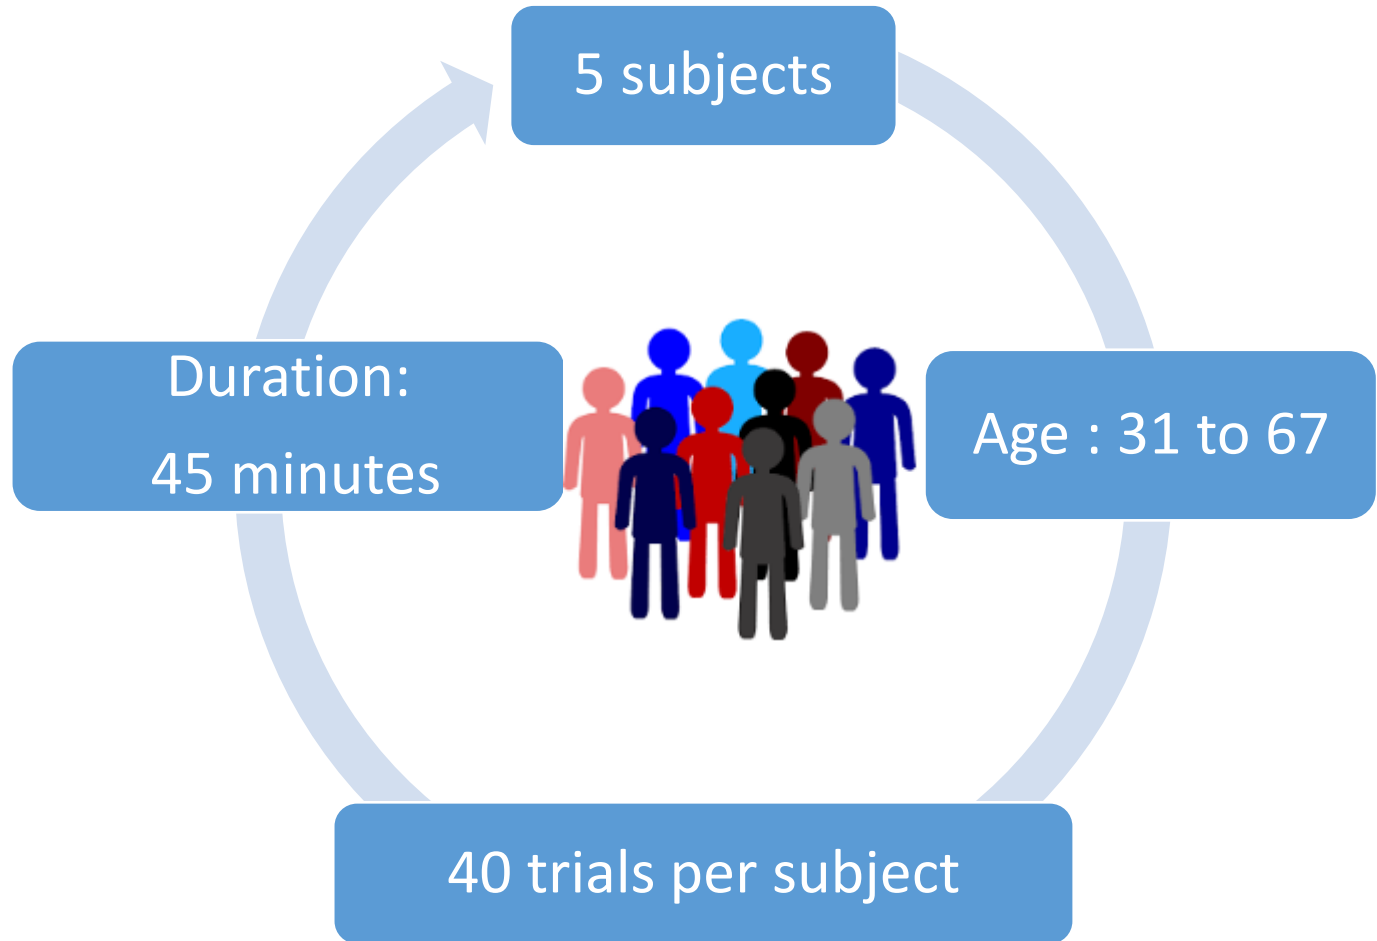 5 subjects
Age : 31 to 67
40 trials per subject
Duration:
45 minutes